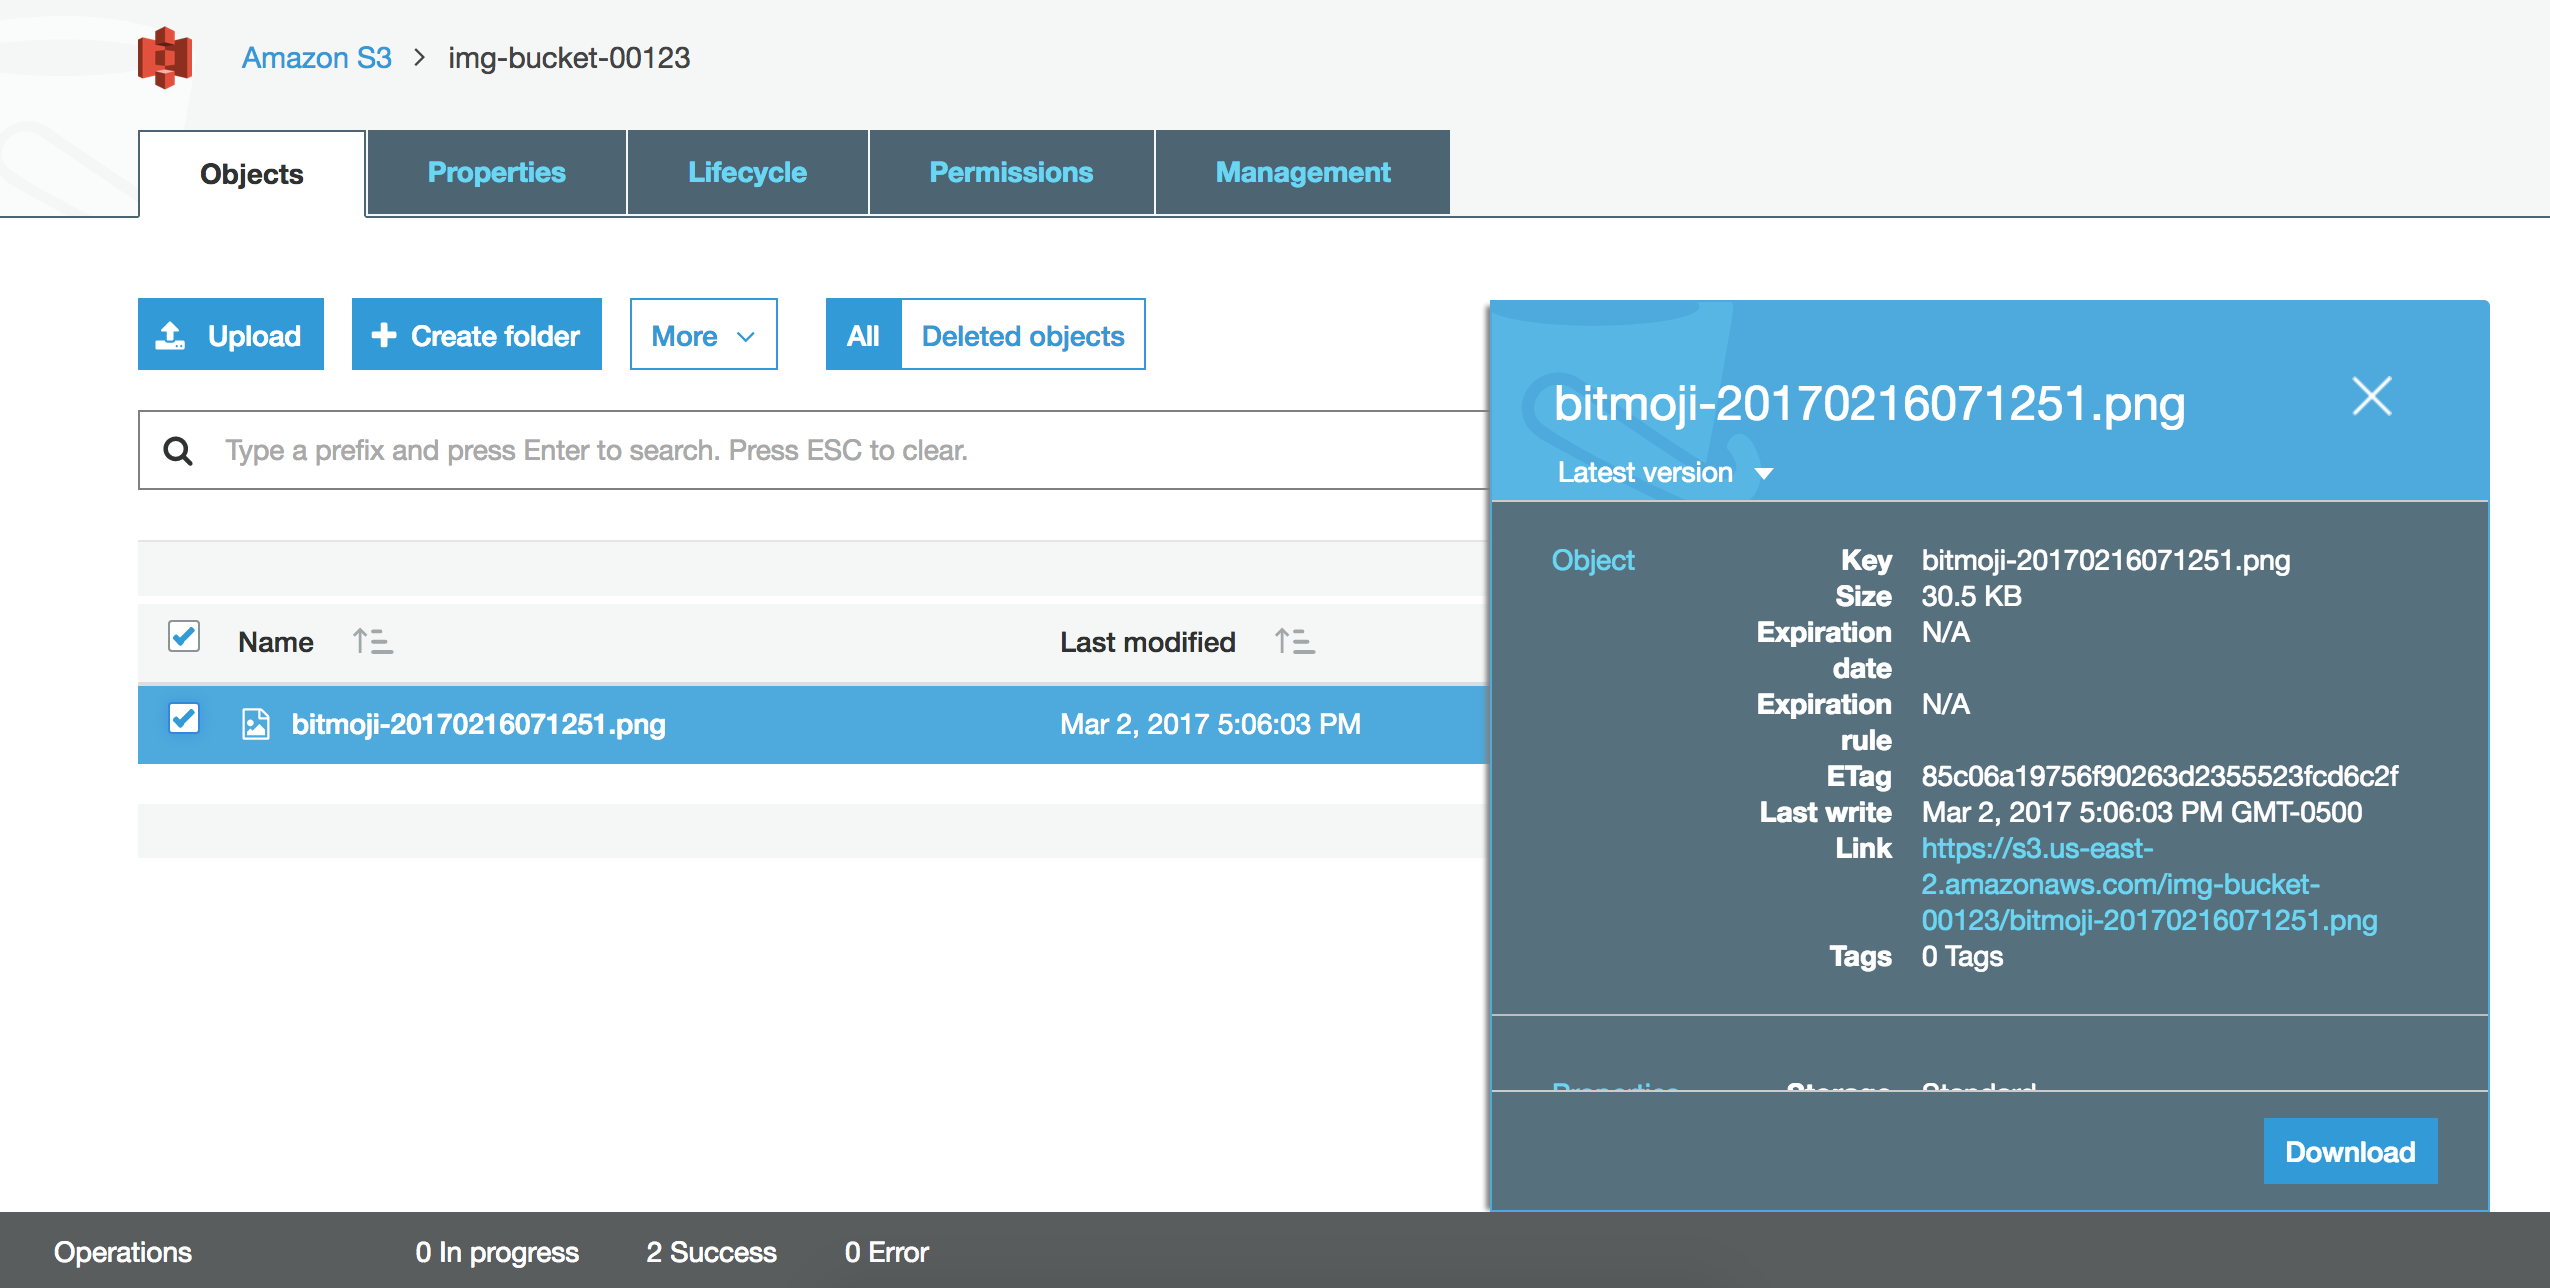 Amazon S3 > img-bucket-00123
Objects Properties Lifecycle Permissions Management
Upload Create folder More All Deleted objects
Type a prefix and press Enter to search. Press ESC to clear.
Name Last modified
bitmoji-20170216071251.png Mar 2, 2017 5:06:03 PM
bitmoji-20170216071251.png
Latest version
Object Key bitmoji-20170216071251.png
Size 30.5 KB
Expiration N/A
date
Expiration N/A
rule
ETag 85c06a19756f90263d2355523fcd6c2f
Last write Mar 2, 2017 5:06:03 PM GMT-0500
Link https://s3.us-east-
2.amazonaws.com/img-bucket-
00123/bitmoji-20170216071251.png
Tags 0 Tags
Properties Storage Standard
Download
Operations 0 In progress 2 Success 0 Error